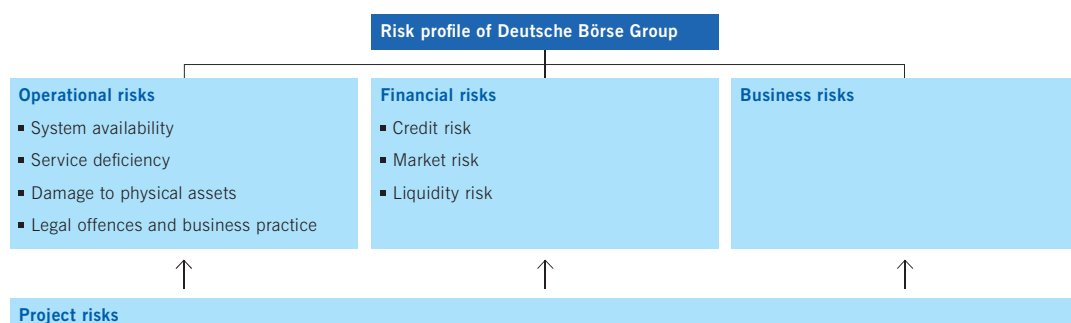 Risk profile of Deutsche Börse Group
Operational risks
▪ System availability
▪ Service deficiency
▪ Damage to physical assets
▪ Legal offences and business practice
Financial risks
▪ Credit risk
▪ Market risk
▪ Liquidity risk
Business risks
Project risks